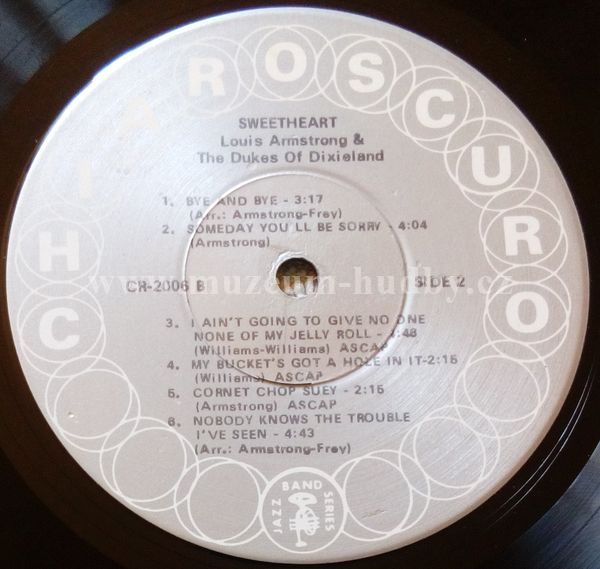 CHIAROSCURO
SWEETHEART
Louis Armstrong &
The Dukes Of Dixieland
1. BYE AND BYE - 3:17
(Arr.: Armstrong-Frey)
2. SOMEDAY YOU'LL BE SORRY - 4:04
(Armstrong)
www.muzeum-hudby.cz
CR-2006 B
SIDE 2
3. I AIN'T GOING TO GIVE NO ONE
NONE OF MY JELLY ROLL - 4:48
(Williams-Williams) ASCAP
4. MY BUCKET'S GOT A HOLE IN IT-2:15
(Williams) ASCAP
5. CORNET CHOP SUEY - 2:15
(Armstrong) ASCAP
6. NOBODY KNOWS THE TROUBLE
I'VE SEEN - 4:43
(Arr.: Armstrong-Frey)
JAZZ BAND SERIES